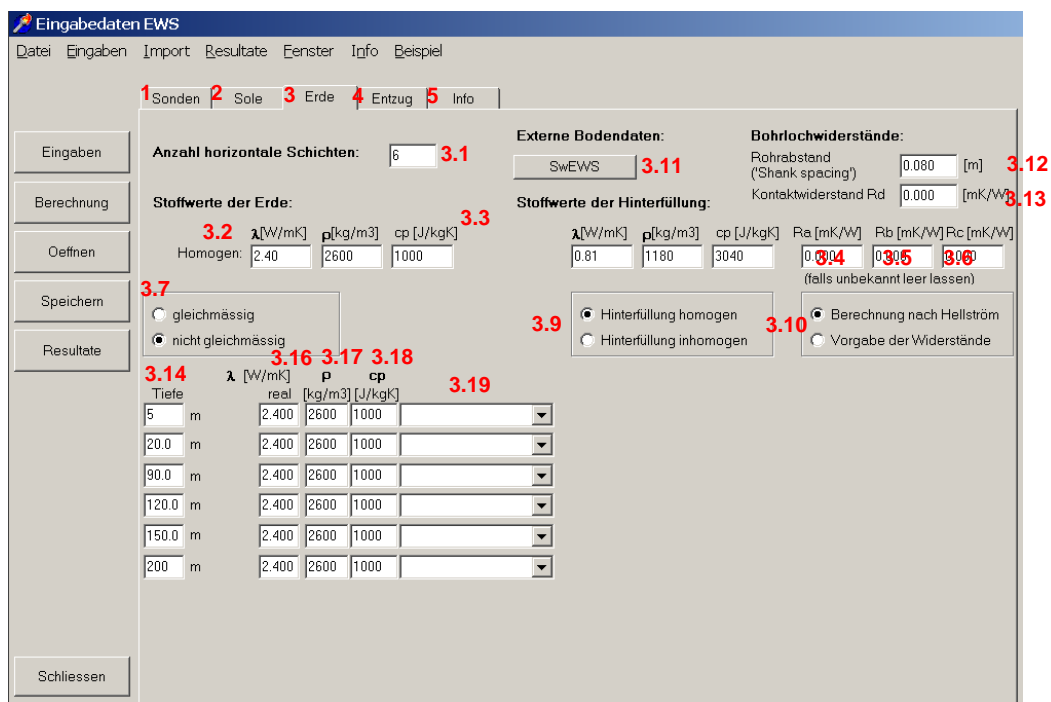 Eingabedaten EWS
Datei Eingaben Import Resultate Fenster Info Beispiel
1 Sonden 2 Sole 3 Erde 4 Entzug 5 Info
Eingaben
Berechnung
Oeffnen
Speichern
Resultate
Schliessen
Anzahl horizontale Schichten: 6 3.1
Externe Bodendaten:
SwEWS 3.11
Bohrlochwiderstände:
Rohrabstand
('Shank spacing') 0.080 [m] 3.12
Kontaktwiderstand Rd 0.000 [mK/W] 3.13
Stoffwerte der Erde: 3.3
3.2 λ[W/mK] ρ[kg/m3] cp [J/kgK]
Homogen: 2.40 2600 1000
Stoffwerte der Hinterfüllung:
λ[W/mK] ρ[kg/m3] cp [J/kgK] Ra [mK/W] Rb [mK/W] Rc [mK/W]
0.81 1180 3040 3.4 3.5 3.6
(falls unbekannt leer lassen)
3.7
gleichmässig
nicht gleichmässig
3.9 Hinterfüllung homogen
Hinterfüllung inhomogen
3.10 Berechnung nach Hellström
Vorgabe der Widerstände
3.16 3.17 3.18
3.14 λ [W/mK] ρ cp 3.19
Tiefe real [kg/m3] [J/kgK]
5 m 2.400 2600 1000
20.0 m 2.400 2600 1000
90.0 m 2.400 2600 1000
120.0 m 2.400 2600 1000
150.0 m 2.400 2600 1000
200 m 2.400 2600 1000